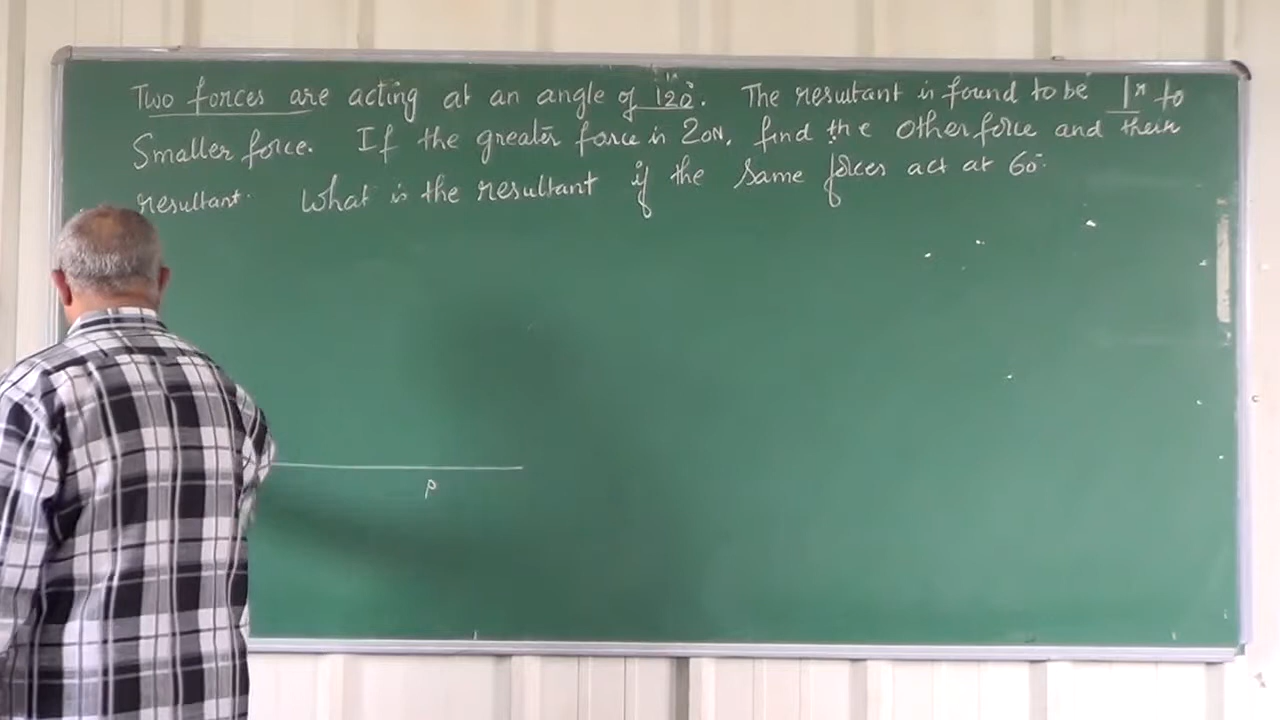 Two forces are acting at an angle of 120°. The resultant is found to be ⊥r to
Smaller force. If the greater force is 20N, find the other force and their
resultant. What is the resultant if the same forces act at 60°.
P